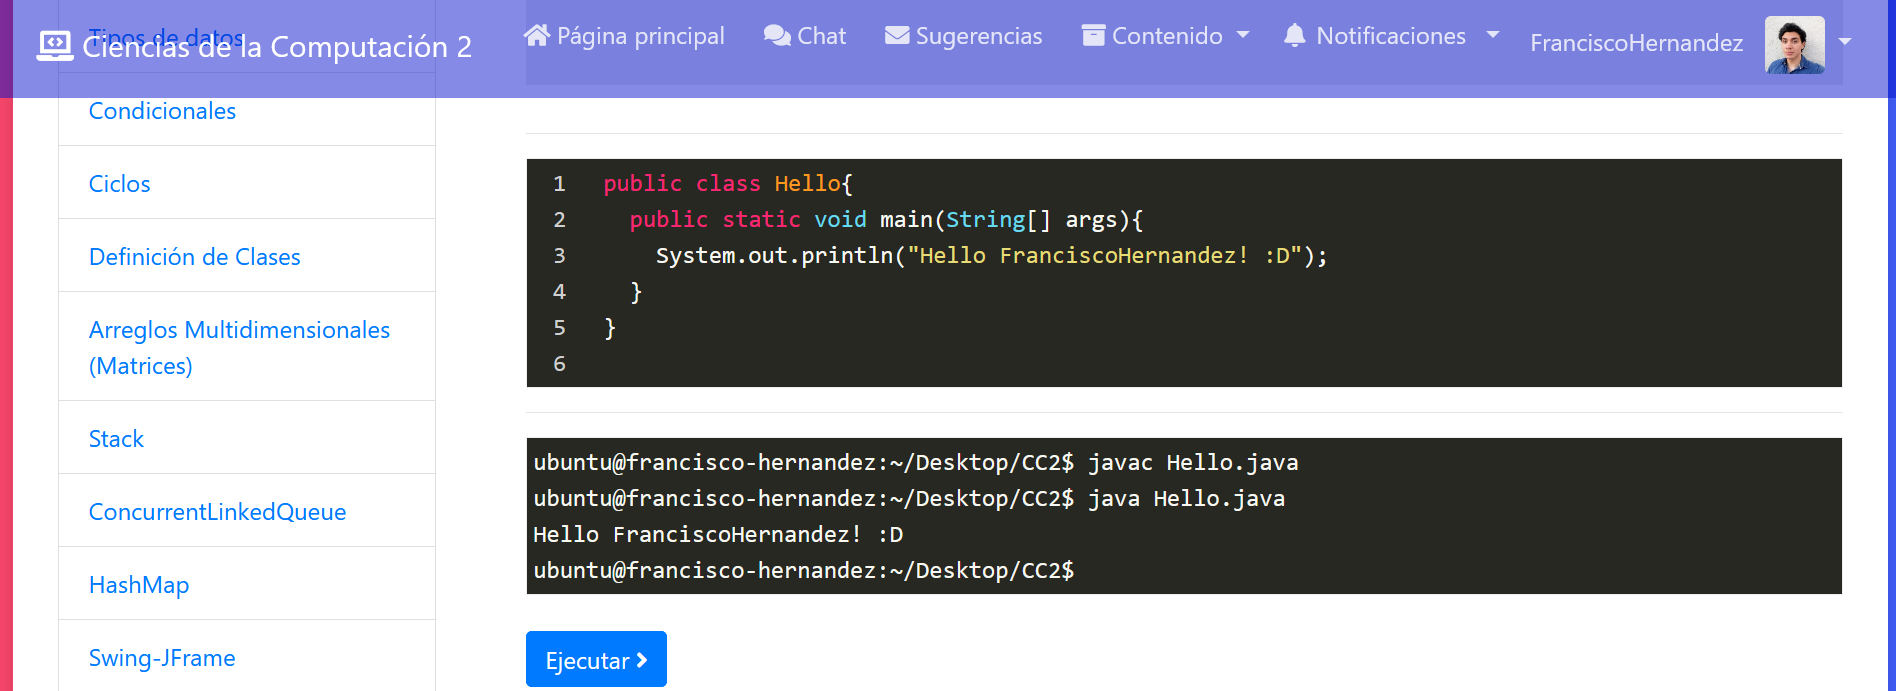 Ciencias de la Computación 2
Página principal
Chat
Sugerencias
Contenido
Notificaciones
FranciscoHernandez
Tipos de datos
Condicionales
Ciclos
Definición de Clases
Arreglos Multidimensionales
(Matrices)
Stack
ConcurrentLinkedQueue
HashMap
Swing-JFrame
1 public class Hello{
2 public static void main(String[] args){
3 System.out.println("Hello FranciscoHernandez! :D");
4 }
5 }
6
ubuntu@francisco-hernandez:~/Desktop/CC2$ javac Hello.java
ubuntu@francisco-hernandez:~/Desktop/CC2$ java Hello.java
Hello FranciscoHernandez! :D
ubuntu@francisco-hernandez:~/Desktop/CC2$
Ejecutar